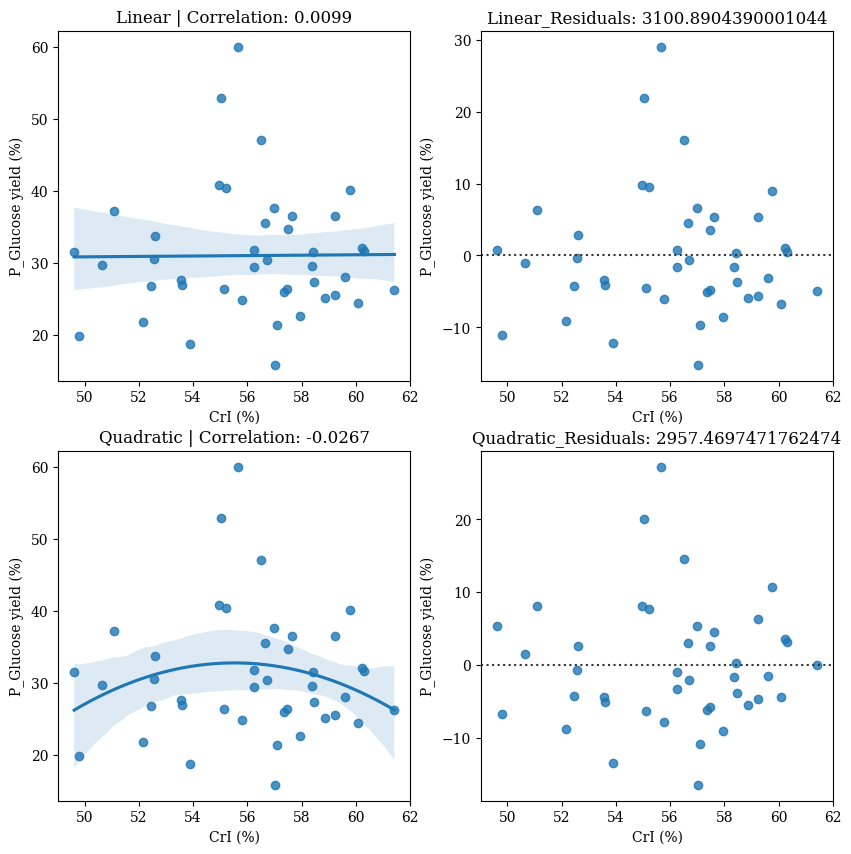 Linear | Correlation: 0.0099
P_Glucose yield (%)
60
50
40
30
20
50 52 54 56 58 60 62
CrI (%)
Linear_Residuals: 3100.8904390001044
P_Glucose yield (%)
30
20
10
0
−10
50 52 54 56 58 60 62
CrI (%)
Quadratic | Correlation: -0.0267
P_Glucose yield (%)
60
50
40
30
20
50 52 54 56 58 60 62
CrI (%)
Quadratic_Residuals: 2957.4697471762474
P_Glucose yield (%)
20
10
0
−10
50 52 54 56 58 60 62
CrI (%)